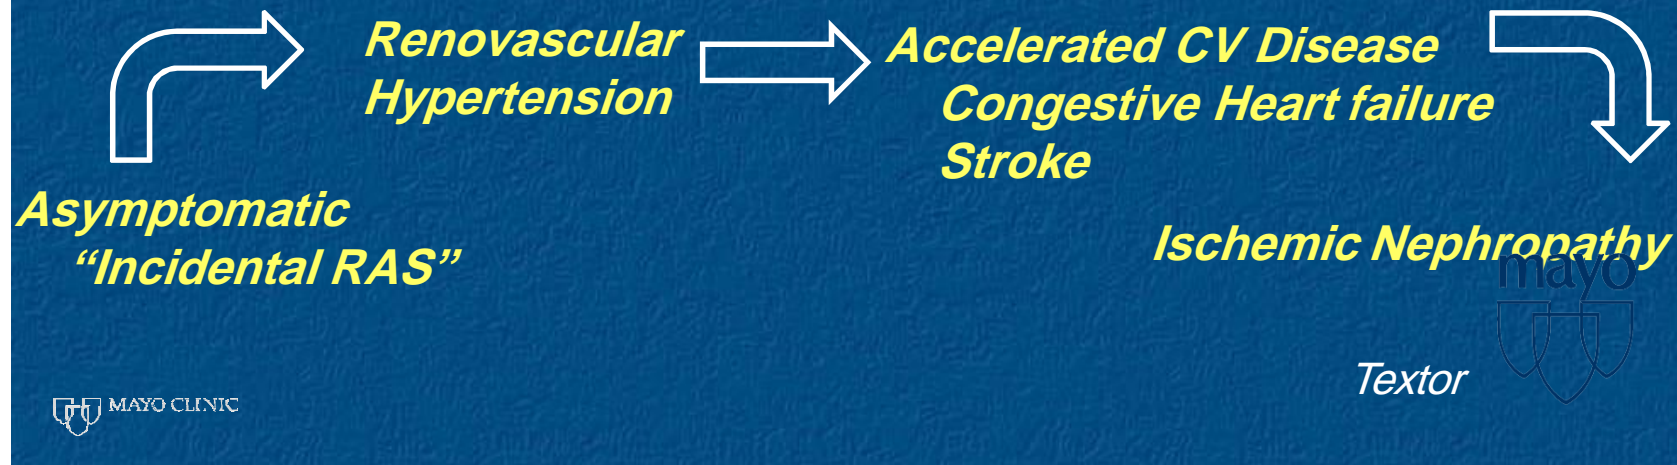 Renovascular
Hypertension
Accelerated CV Disease
Congestive Heart failure
Stroke
Asymptomatic
“Incidental RAS”
Ischemic Nephropathy
mayo
Textor
MAYO CLINIC